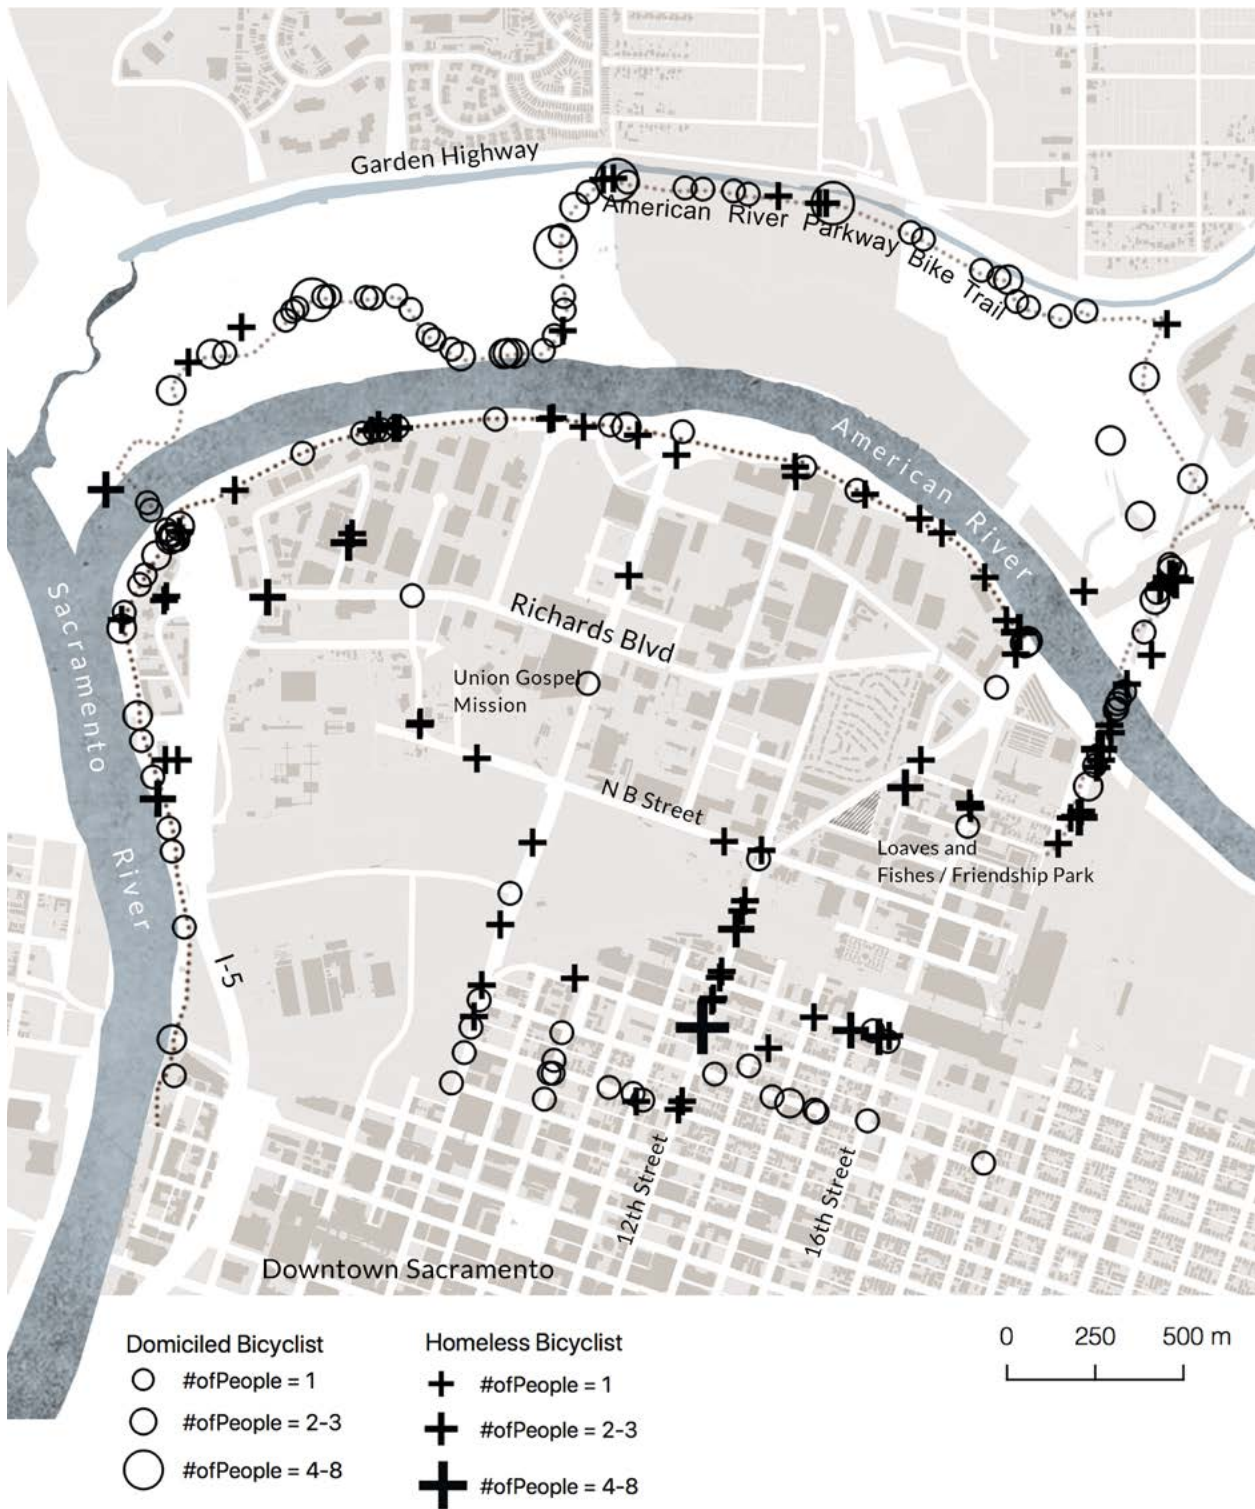 Garden Highway
American River Parkway Bike Trail
American
River
Sacramento
River
Richards Blvd
Union Gospel
Mission
N B Street
Loaves and
Fishes / Friendship Park
I-5
12th Street
16th Street
Downtown Sacramento
Domiciled Bicyclist
#ofPeople = 1
#ofPeople = 2-3
#ofPeople = 4-8
Homeless Bicyclist
#ofPeople = 1
#ofPeople = 2-3
#ofPeople = 4-8
0 250 500 m